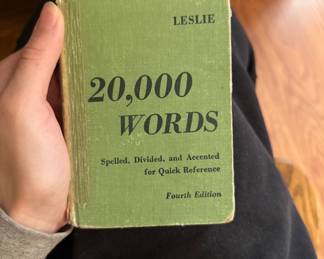 LESLIE
20,000
WORDS
Spelled, Divided, and Accented
for Quick Reference
Fourth Edition